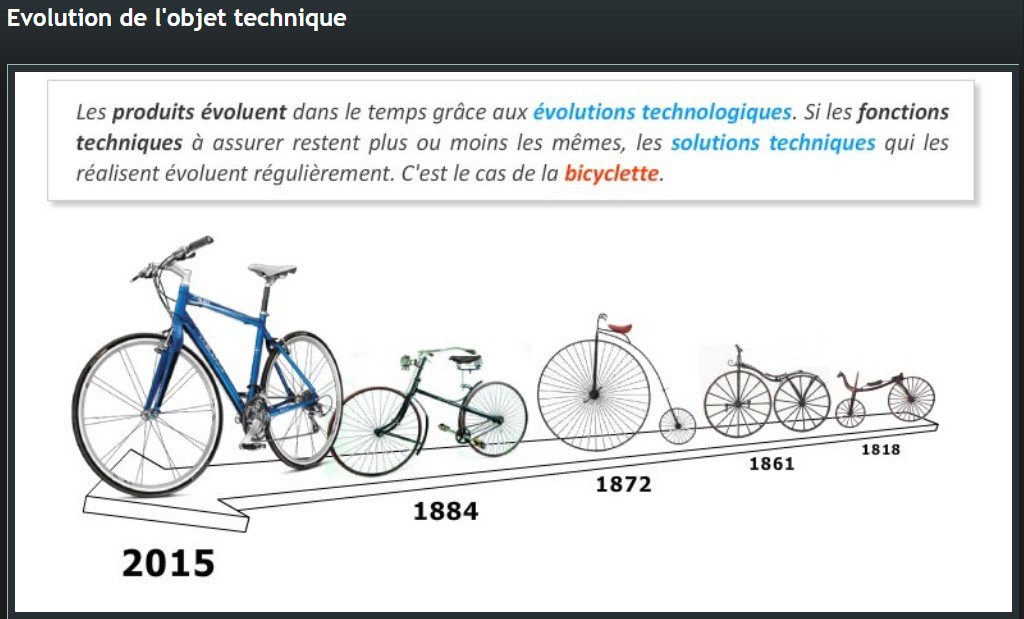 Evolution de l'objet technique
Les produits évoluent dans le temps grâce aux évolutions technologiques. Si les fonctions
techniques à assurer restent plus ou moins les mêmes, les solutions techniques qui les
réalisent évoluent régulièrement. C'est le cas de la bicyclette.
1818
1861
1872
1884
2015